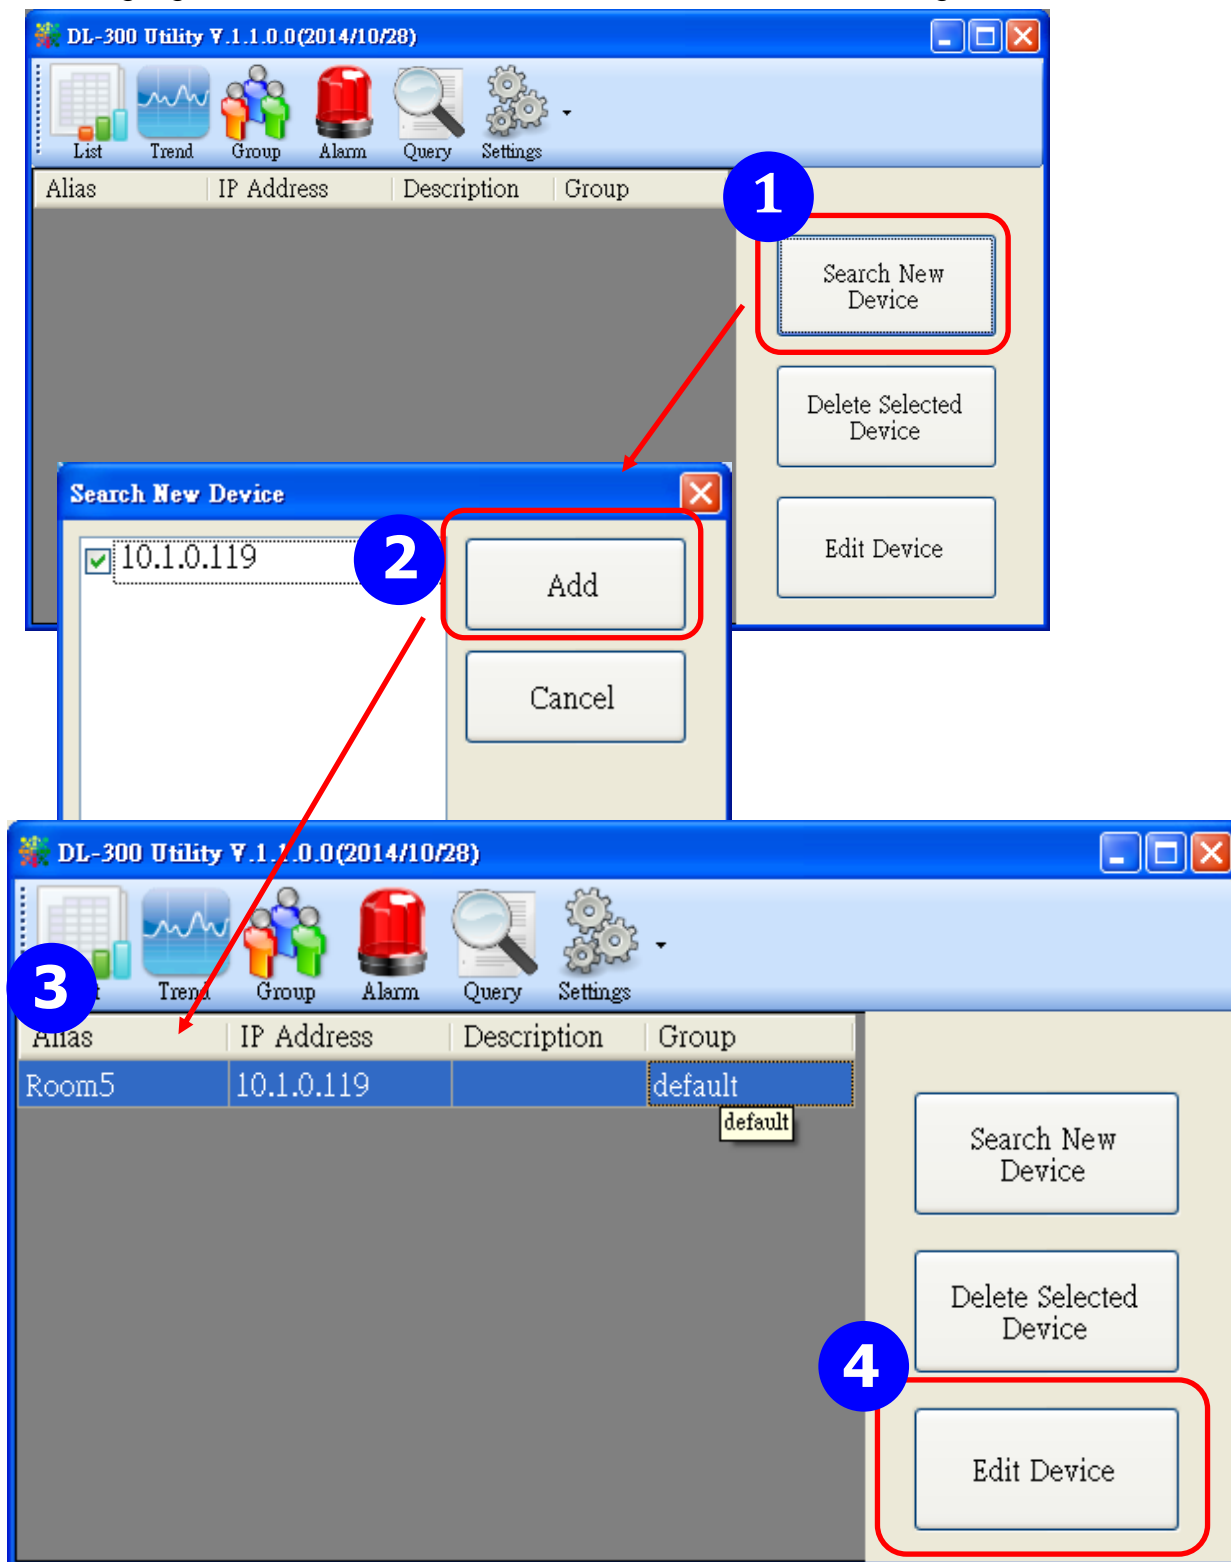 DL-300 Utility V.1.1.0.0(2014/10/28)
List Trend Group Alarm Query Settings
Alias IP Address Description Group
1
Search New
Device
Delete Selected
Device
Edit Device
Search New Device
10.1.0.119
2
Add
Cancel
DL-300 Utility V.1.1.0.0(2014/10/28)
3
Trend Group Alarm Query Settings
Alias IP Address Description Group
Room5 10.1.0.119 default
default
Search New
Device
Delete Selected
Device
4
Edit Device